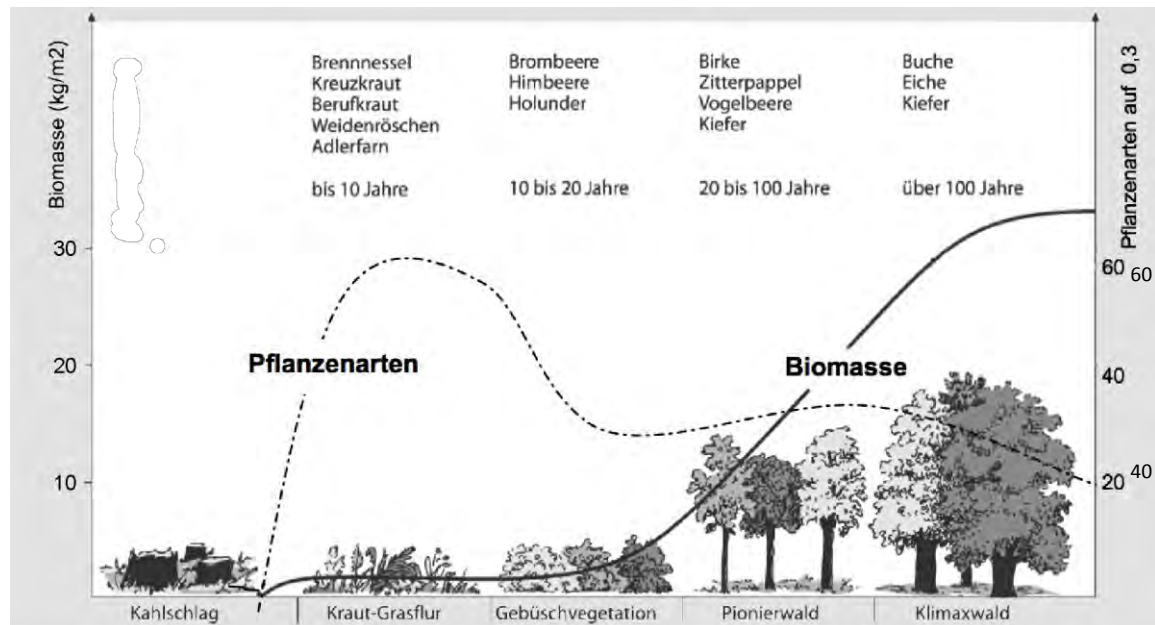 Biomasse (kg/m2)
30
20
10
Brennnessel
Kreuzkraut
Berufkraut
Weidenröschen
Adlerfarn
bis 10 Jahre
Brombeere
Himbeere
Holunder
10 bis 20 Jahre
Birke
Zitterpappel
Vogelbeere
Kiefer
20 bis 100 Jahre
Buche
Eiche
Kiefer
über 100 Jahre
Pflanzenarten
Biomasse
Pflanzenarten auf 0,3
60 60
40
20 40
Kahlschlag
Kraut-Grasflur
Gebüschvegetation
Pionierwald
Klimaxwald